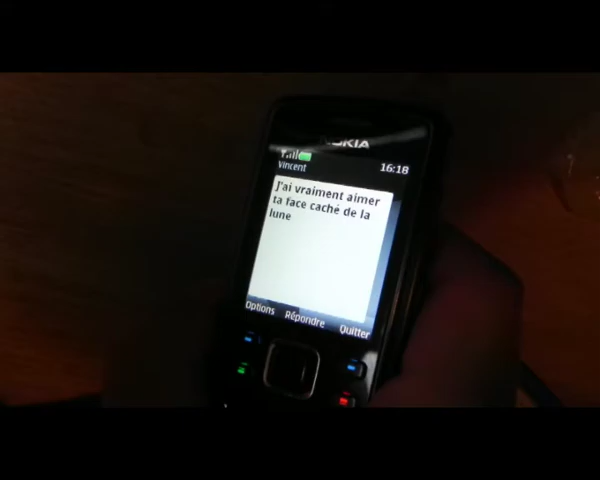 NOKIA
Vincent
16:18
J'ai vraiment aimer
ta face caché de la
lune
Options
Répondre
Quitter